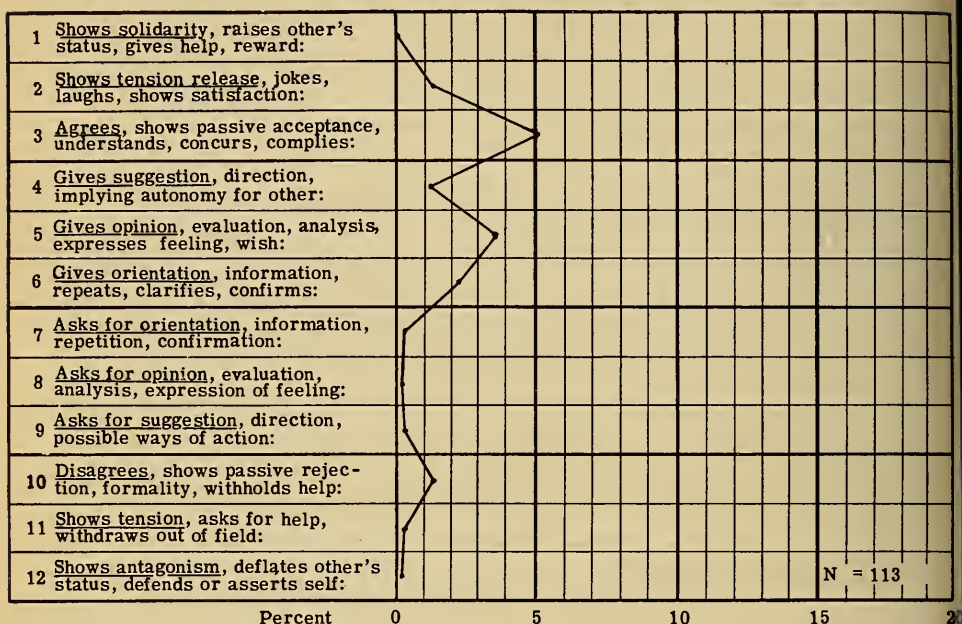 1 Shows solidarity, raises other's
status, gives help, reward:
2 Shows tension release, jokes,
laughs, shows satisfaction:
3 Agrees, shows passive acceptance,
understands, concurs, complies:
4 Gives suggestion, direction,
implying autonomy for other:
5 Gives opinion, evaluation, analysis,
expresses feeling, wish:
6 Gives orientation, information,
repeats, clarifies, confirms:
7 Asks for orientation, information,
repetition, confirmation:
8 Asks for opinion, evaluation,
analysis, expression of feeling:
9 Asks for suggestion, direction,
possible ways of action:
10 Disagrees, shows passive rejec-
tion, formality, withholds help:
11 Shows tension, asks for help,
withdraws out of field:
12 Shows antagonism, deflates other's
status, defends or asserts self:
N = 113
Percent 0 5 10 15